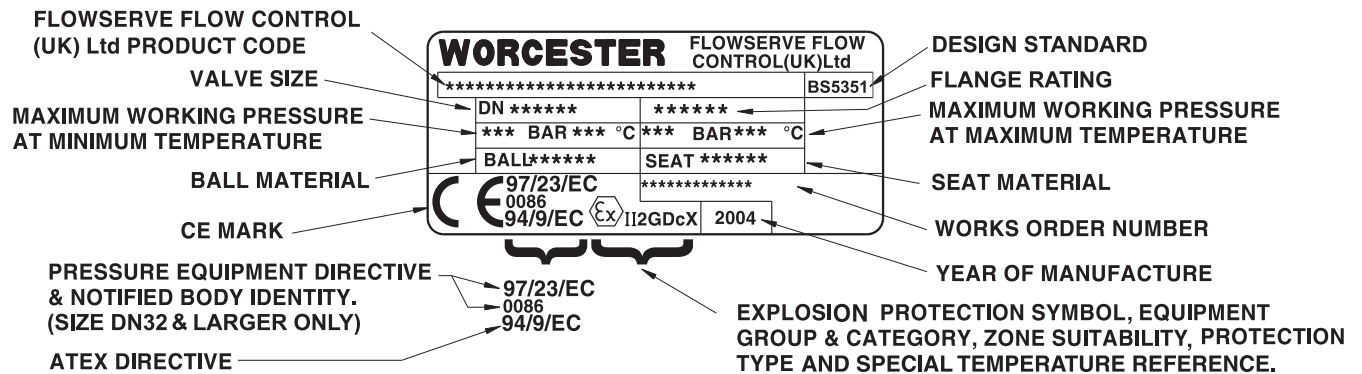 FLOWSERVE FLOW CONTROL
(UK) Ltd PRODUCT CODE
VALVE SIZE
MAXIMUM WORKING PRESSURE
AT MINIMUM TEMPERATURE
BALL MATERIAL
CE MARK
PRESSURE EQUIPMENT DIRECTIVE
& NOTIFIED BODY IDENTITY.
(SIZE DN32 & LARGER ONLY)
ATEX DIRECTIVE
WORCESTER
FLOWSERVE FLOW
CONTROL(UK)Ltd
************************* BS5351
DN ****** ******
*** BAR *** °C *** BAR*** °C
BALL****** SEAT ******
CE 97/23/EC *************
0086
94/9/EC Ex II2GDcX 2004
97/23/EC
0086
94/9/EC
DESIGN STANDARD
FLANGE RATING
MAXIMUM WORKING PRESSURE
AT MAXIMUM TEMPERATURE
SEAT MATERIAL
WORKS ORDER NUMBER
YEAR OF MANUFACTURE
EXPLOSION PROTECTION SYMBOL, EQUIPMENT
GROUP & CATEGORY, ZONE SUITABILITY, PROTECTION
TYPE AND SPECIAL TEMPERATURE REFERENCE.